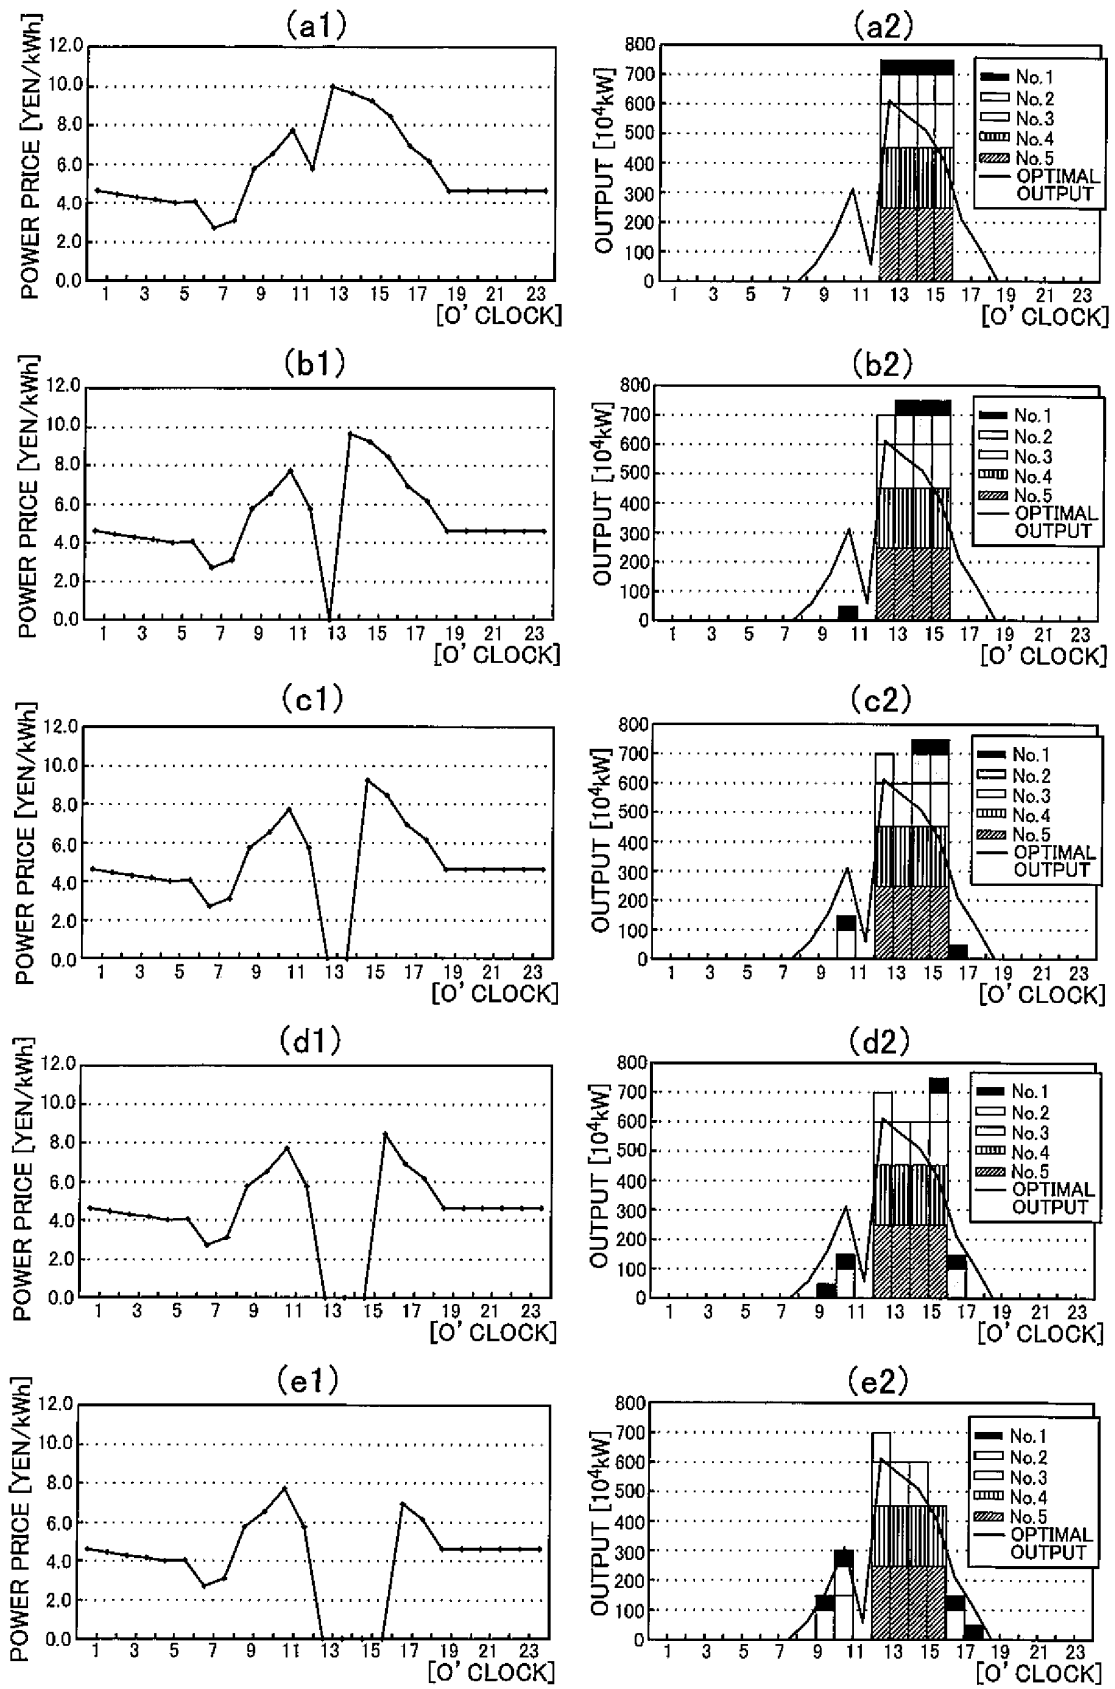 (a1)
POWER PRICE [YEN/kWh]
12.0
10.0
8.0
6.0
4.0
2.0
0.0
1 3 5 7 9 11 13 15 17 19 21 23
[O' CLOCK]
(a2)
OUTPUT [10⁴kW]
800
700
600
500
400
300
200
100
0
1 3 5 7 9 11 13 15 17 19 21 23
[O' CLOCK]
No.1
No.2
No.3
No.4
No.5
OPTIMAL
OUTPUT
(b1)
POWER PRICE [YEN/kWh]
12.0
10.0
8.0
6.0
4.0
2.0
0.0
1 3 5 7 9 11 13 15 17 19 21 23
[O' CLOCK]
(b2)
OUTPUT [10⁴kW]
800
700
600
500
400
300
200
100
0
1 3 5 7 9 11 13 15 17 19 21 23
[O' CLOCK]
No.1
No.2
No.3
No.4
No.5
OPTIMAL
OUTPUT
(c1)
POWER PRICE [YEN/kWh]
12.0
10.0
8.0
6.0
4.0
2.0
0.0
1 3 5 7 9 11 13 15 17 19 21 23
[O' CLOCK]
(c2)
OUTPUT [10⁴kW]
800
700
600
500
400
300
200
100
0
1 3 5 7 9 11 13 15 17 19 21 23
[O' CLOCK]
No.1
No.2
No.3
No.4
No.5
OPTIMAL
OUTPUT
(d1)
POWER PRICE [YEN/kWh]
12.0
10.0
8.0
6.0
4.0
2.0
0.0
1 3 5 7 9 11 13 15 17 19 21 23
[O' CLOCK]
(d2)
OUTPUT [10⁴kW]
800
700
600
500
400
300
200
100
0
1 3 5 7 9 11 13 15 17 19 21 23
[O' CLOCK]
No.1
No.2
No.3
No.4
No.5
OPTIMAL
OUTPUT
(e1)
POWER PRICE [YEN/kWh]
12.0
10.0
8.0
6.0
4.0
2.0
0.0
1 3 5 7 9 11 13 15 17 19 21 23
[O' CLOCK]
(e2)
OUTPUT [10⁴kW]
800
700
600
500
400
300
200
100
0
1 3 5 7 9 11 13 15 17 19 21 23
[O' CLOCK]
No.1
No.2
No.3
No.4
No.5
OPTIMAL
OUTPUT